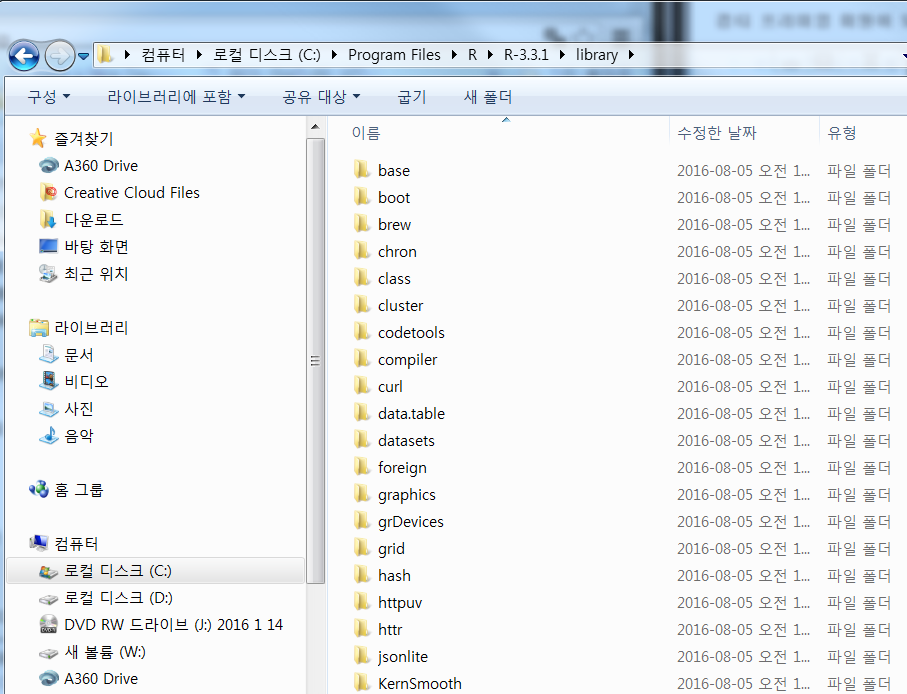 컴퓨터 로컬 디스크 (C:) Program Files R R-3.3.1 library
구성 라이브러리에 포함 공유 대상 굽기 새 폴더
즐겨찾기
A360 Drive
Creative Cloud Files
다운로드
바탕 화면
최근 위치
라이브러리
문서
비디오
사진
음악
홈 그룹
컴퓨터
로컬 디스크 (C:)
로컬 디스크 (D:)
DVD RW 드라이브 (J:) 2016 1 14
새 볼륨 (W:)
A360 Drive
이름 수정한 날짜 유형
base 2016-08-05 오전 1... 파일 폴더
boot 2016-08-05 오전 1... 파일 폴더
brew 2016-08-05 오전 1... 파일 폴더
chron 2016-08-05 오전 1... 파일 폴더
class 2016-08-05 오전 1... 파일 폴더
cluster 2016-08-05 오전 1... 파일 폴더
codetools 2016-08-05 오전 1... 파일 폴더
compiler 2016-08-05 오전 1... 파일 폴더
curl 2016-08-05 오전 1... 파일 폴더
data.table 2016-08-05 오전 1... 파일 폴더
datasets 2016-08-05 오전 1... 파일 폴더
foreign 2016-08-05 오전 1... 파일 폴더
graphics 2016-08-05 오전 1... 파일 폴더
grDevices 2016-08-05 오전 1... 파일 폴더
grid 2016-08-05 오전 1... 파일 폴더
hash 2016-08-05 오전 1... 파일 폴더
httpuv 2016-08-05 오전 1... 파일 폴더
httr 2016-08-05 오전 1... 파일 폴더
jsonlite 2016-08-05 오전 1... 파일 폴더
KernSmooth 2016-08-05 오전 1... 파일 폴더